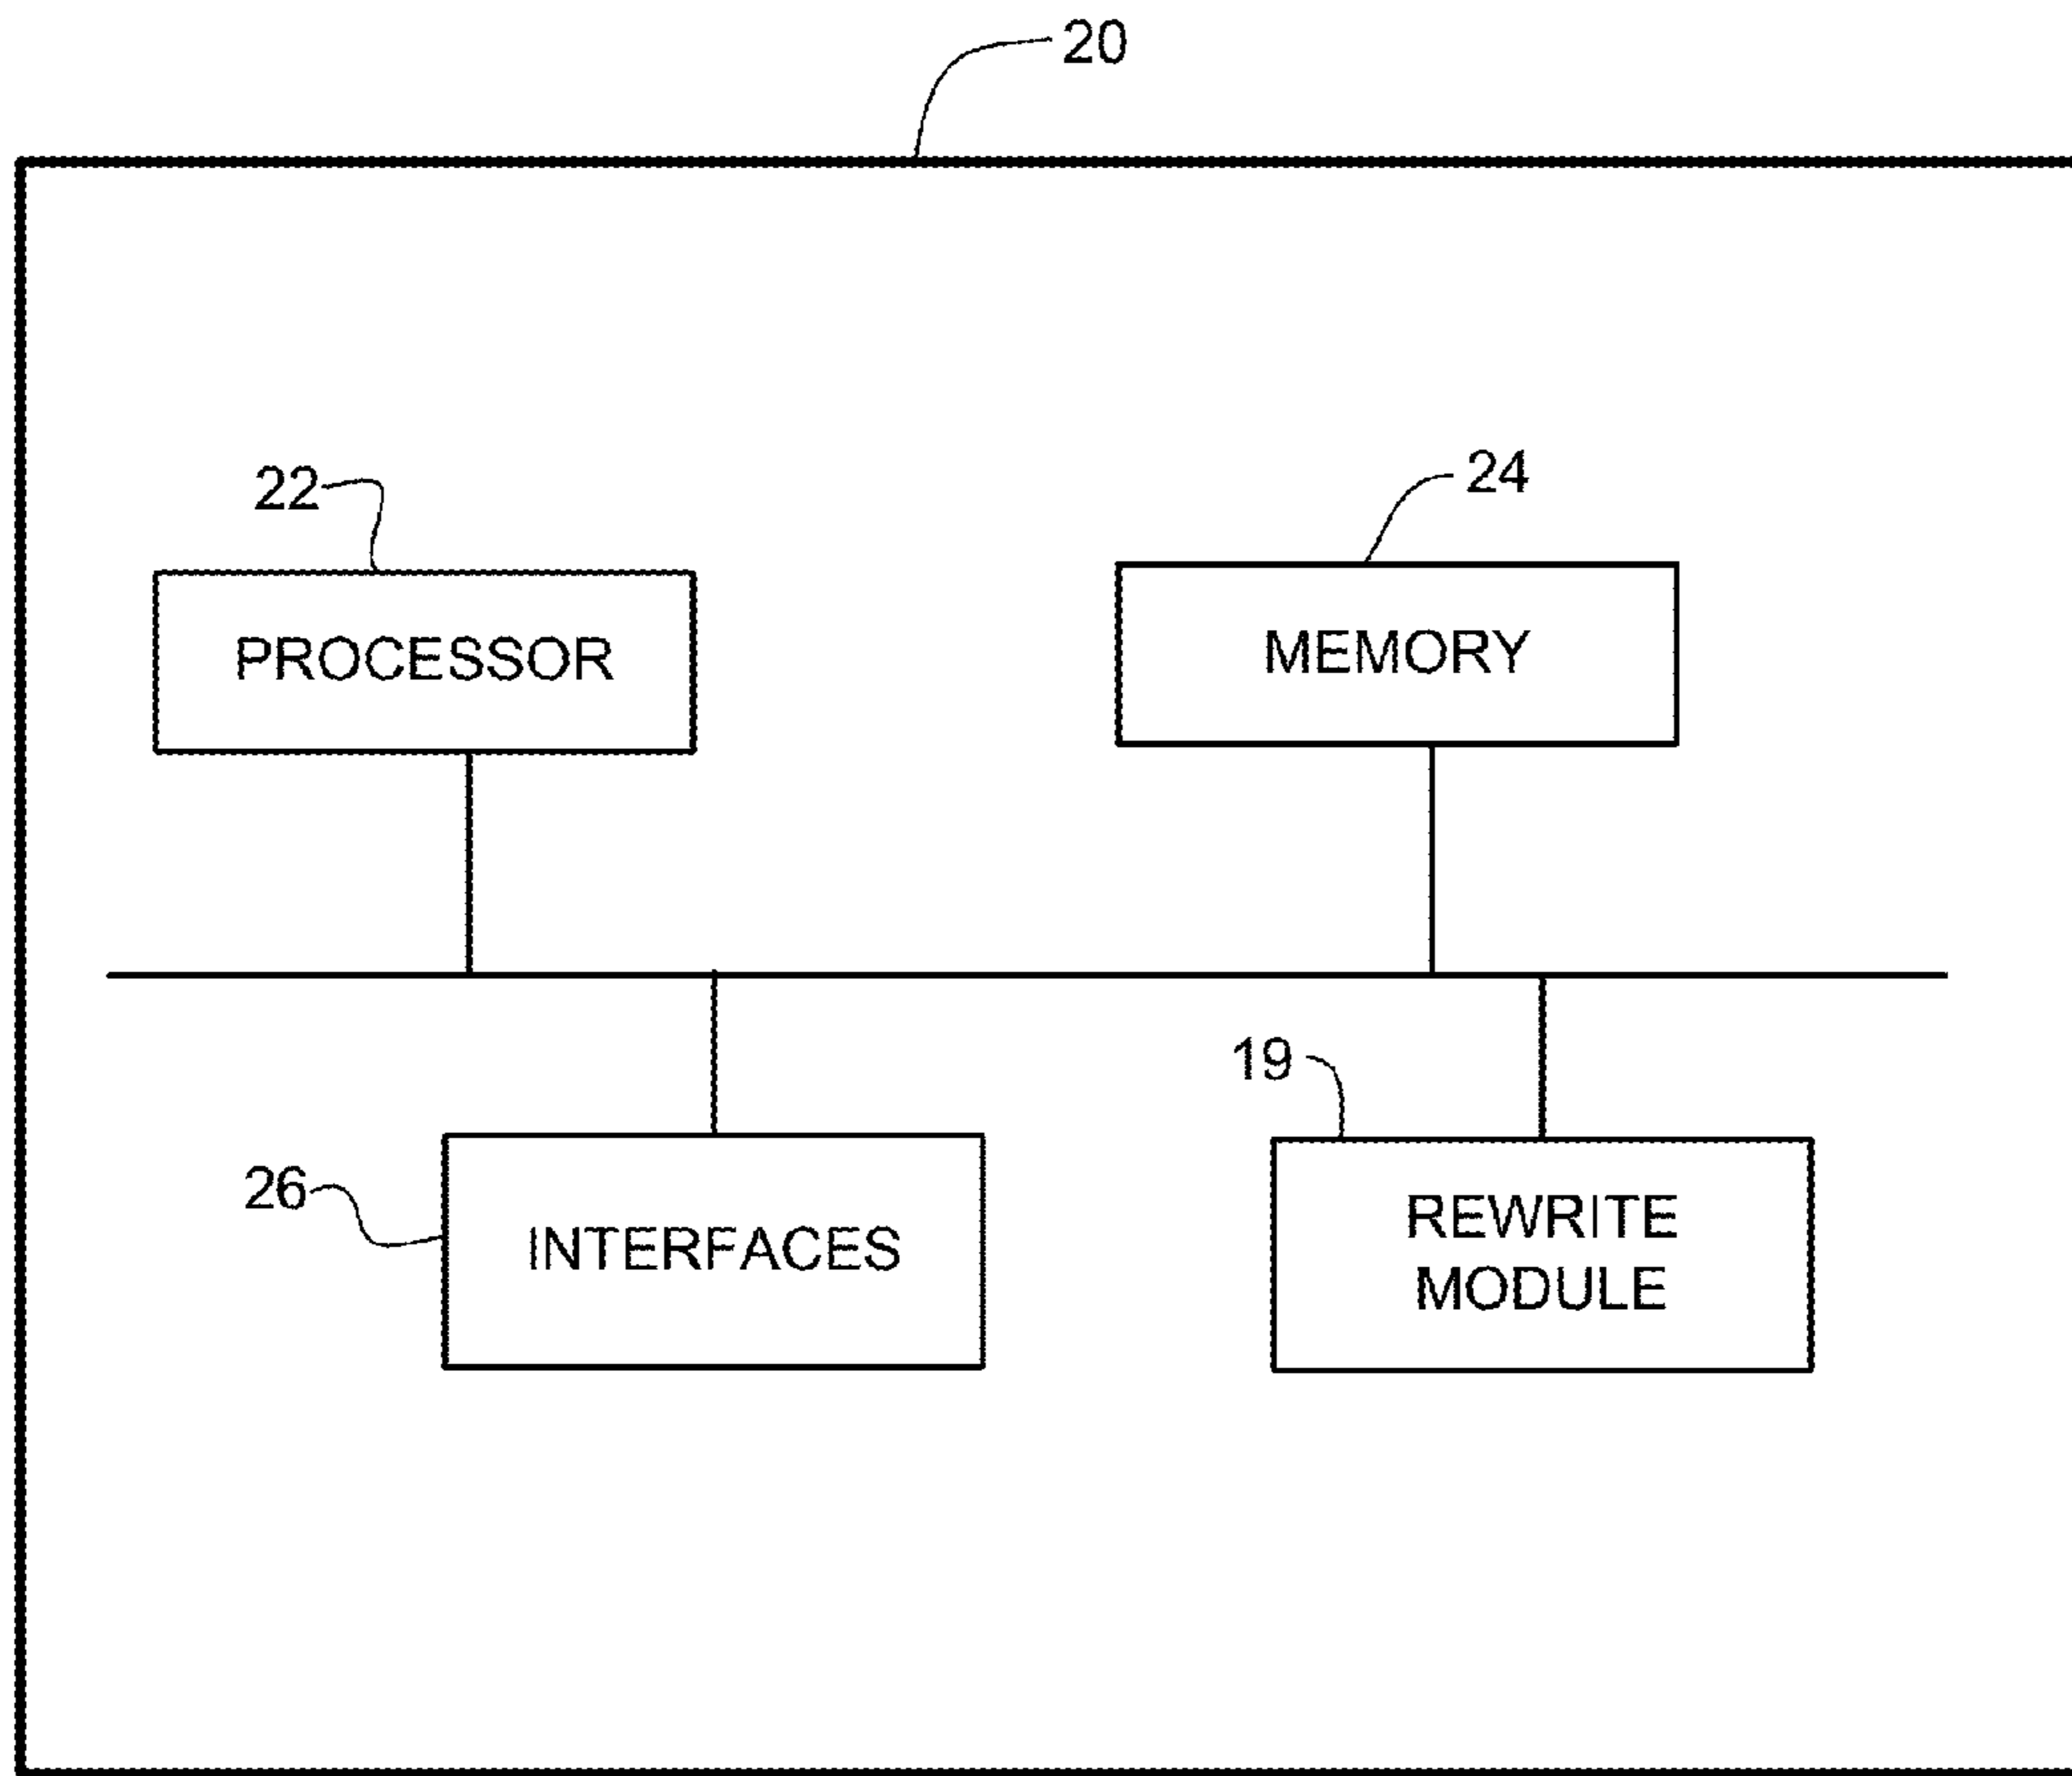 20
22
24
PROCESSOR
MEMORY
19
26
INTERFACES
REWRITE
MODULE